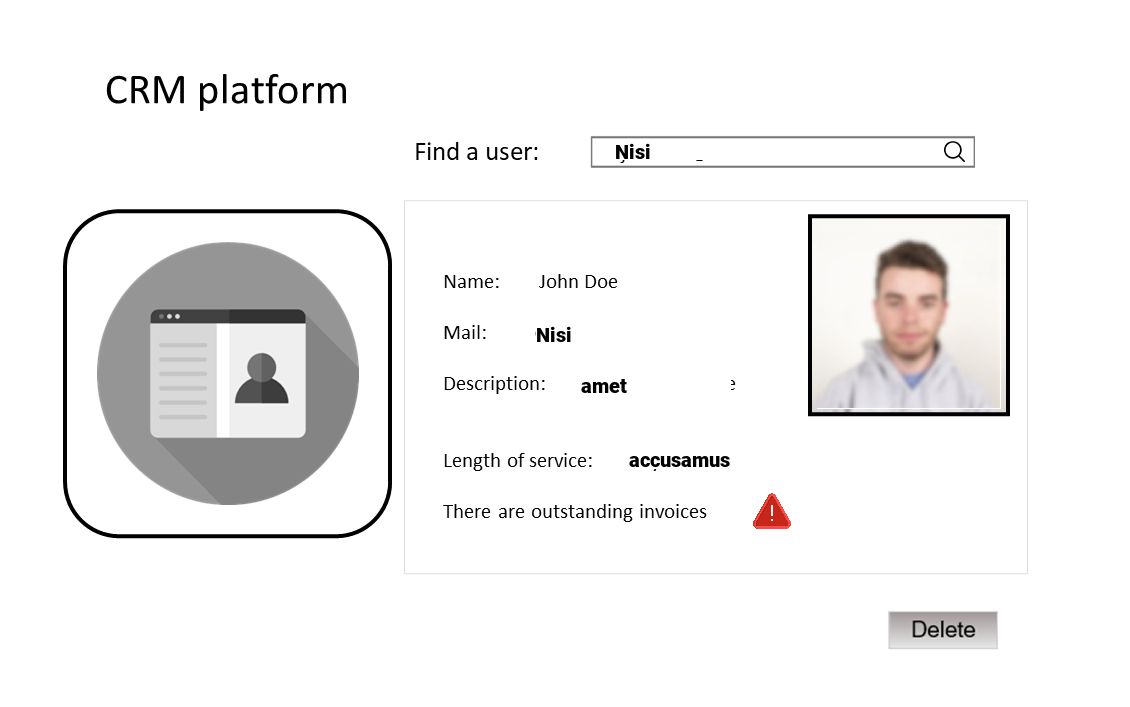 CRM platform
Find a user: Nisi _
Name: John Doe
Mail: Nisi
Description: amet e
Length of service: accusamus
There are outstanding invoices
Delete